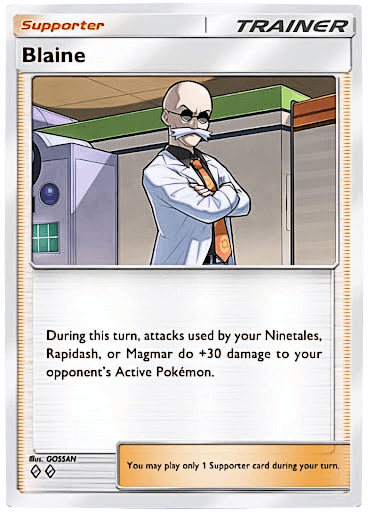 Supporter
TRAINER
Blaine
During this turn, attacks used by your Ninetales,
Rapidash, or Magmar do +30 damage to your
opponent's Active Pokémon.
Illus. GOSSAN
You may play only 1 Supporter card during your turn.